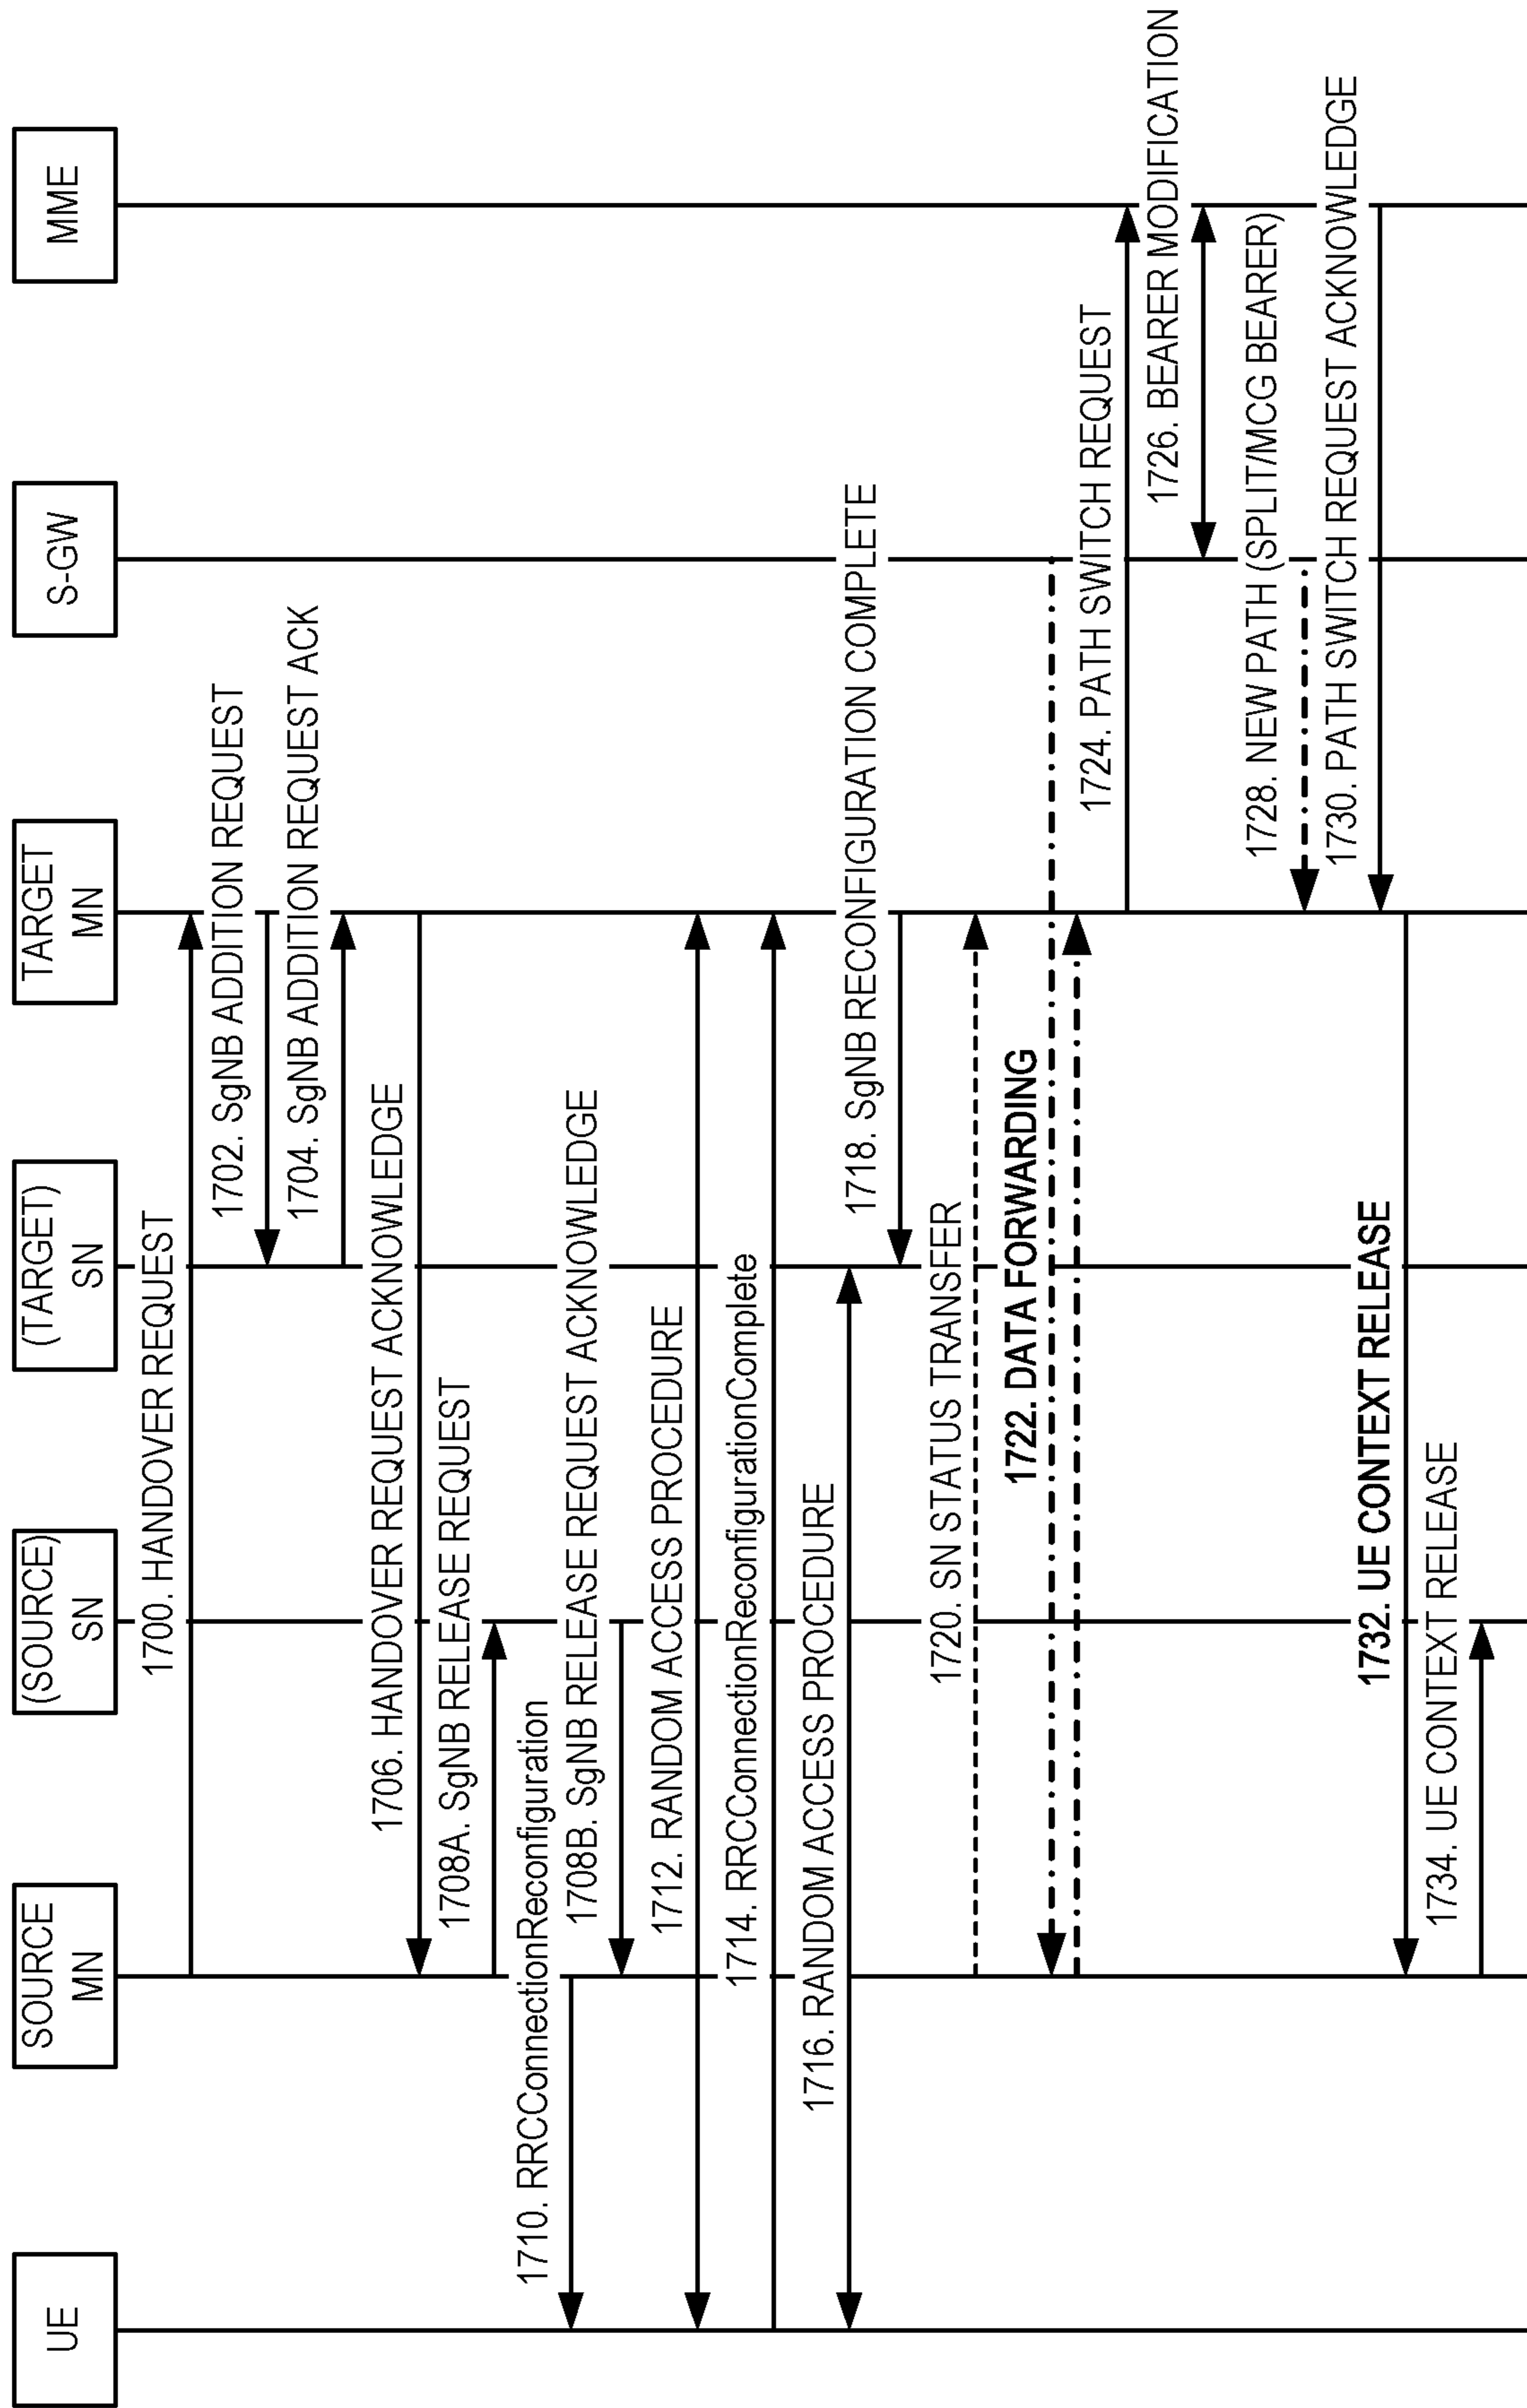 UE
SOURCE
MN
(SOURCE)
SN
(TARGET)
SN
TARGET
MN
S-GW
MME
1700. HANDOVER REQUEST
1702. SgNB ADDITION REQUEST
1704. SgNB ADDITION REQUEST ACK
1706. HANDOVER REQUEST ACKNOWLEDGE
1708A. SgNB RELEASE REQUEST
1710. RRCConnectionReconfiguration
1708B. SgNB RELEASE REQUEST ACKNOWLEDGE
1712. RANDOM ACCESS PROCEDURE
1714. RRCConnectionReconfigurationComplete
1716. RANDOM ACCESS PROCEDURE
1718. SgNB RECONFIGURATION COMPLETE
1720. SN STATUS TRANSFER
1722. DATA FORWARDING
1724. PATH SWITCH REQUEST
1726. BEARER MODIFICATION
1728. NEW PATH (SPLIT/MCG BEARER)
1730. PATH SWITCH REQUEST ACKNOWLEDGE
1732. UE CONTEXT RELEASE
1734. UE CONTEXT RELEASE